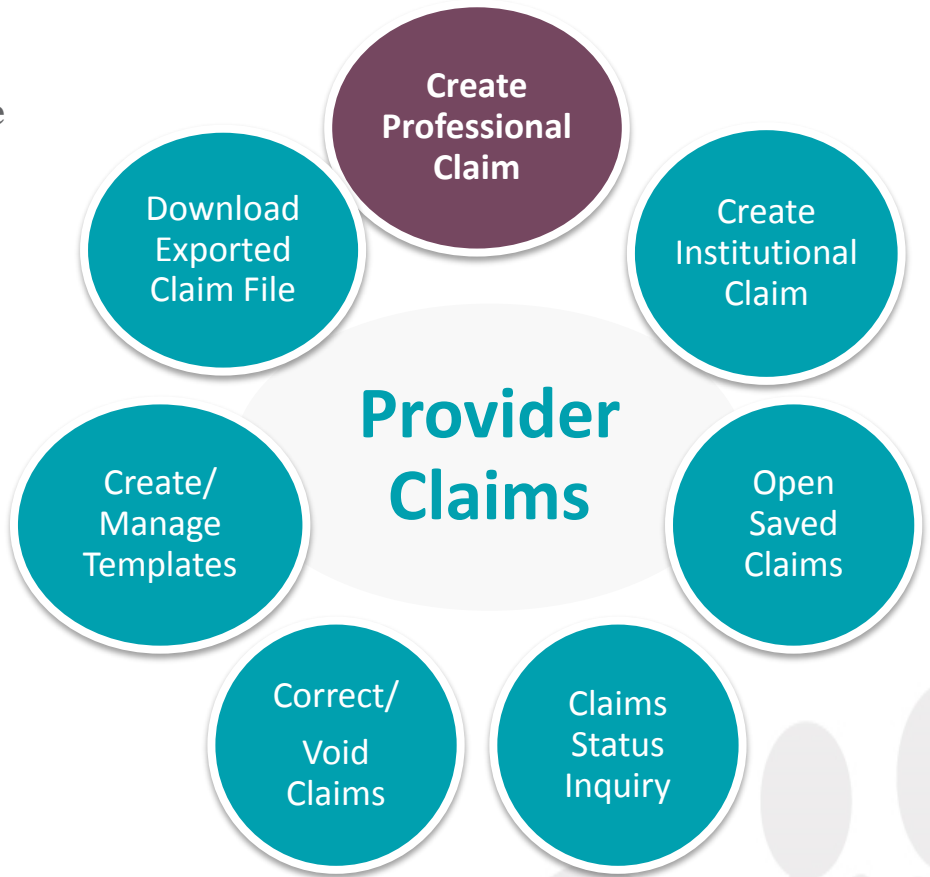 e
Create
Professional
Claim
Download
Exported
Claim File
Create
Institutional
Claim
Provider
Claims
Create/
Manage
Templates
Open
Saved
Claims
Correct/
Void
Claims
Claims
Status
Inquiry